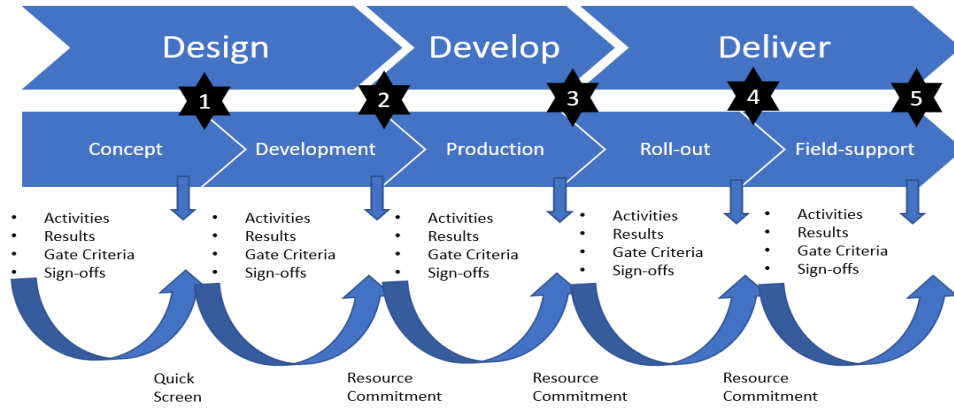 Design
Develop
Deliver
1
2
3
4
5
Concept
Development
Production
Roll-out
Field-support
• Activities
• Results
• Gate Criteria
• Sign-offs
• Activities
• Results
• Gate Criteria
• Sign-offs
• Activities
• Results
• Gate Criteria
• Sign-offs
• Activities
• Results
• Gate Criteria
• Sign-offs
• Activities
• Results
• Gate Criteria
• Sign-offs
Quick
Screen
Resource
Commitment
Resource
Commitment
Resource
Commitment